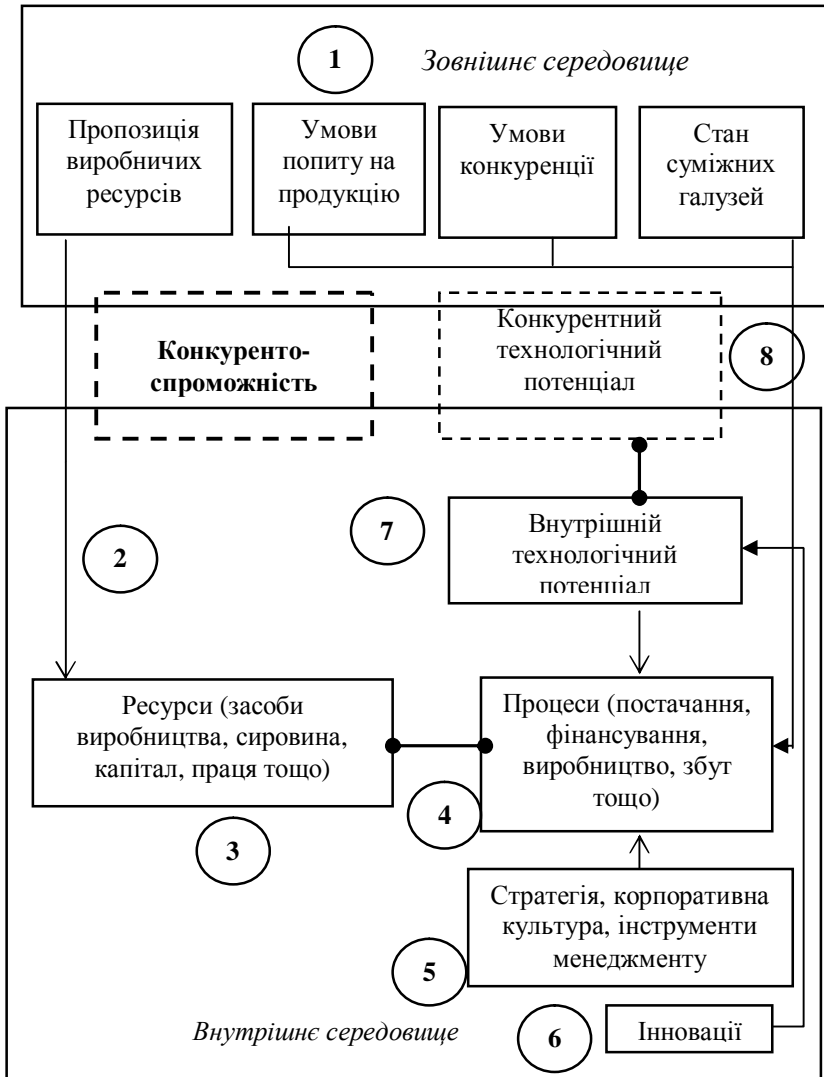 1
Зовнішнє середовище
Пропозиція
виробничих
ресурсів
Умови
попиту на
продукцію
Умови
конкуренції
Стан
суміжних
галузей
Конкуренто-
спроможність
Конкурентний
технологічний
потенціал
8
7
Внутрішній
технологічний
потенціал
2
Ресурси (засоби
виробництва, сировина,
капітал, праця тощо)
Процеси (постачання,
фінансування,
виробництво, збут
тощо)
4
3
Стратегія, корпоративна
культура, інструменти
менеджменту
5
Внутрішнє середовище
6
Інновації